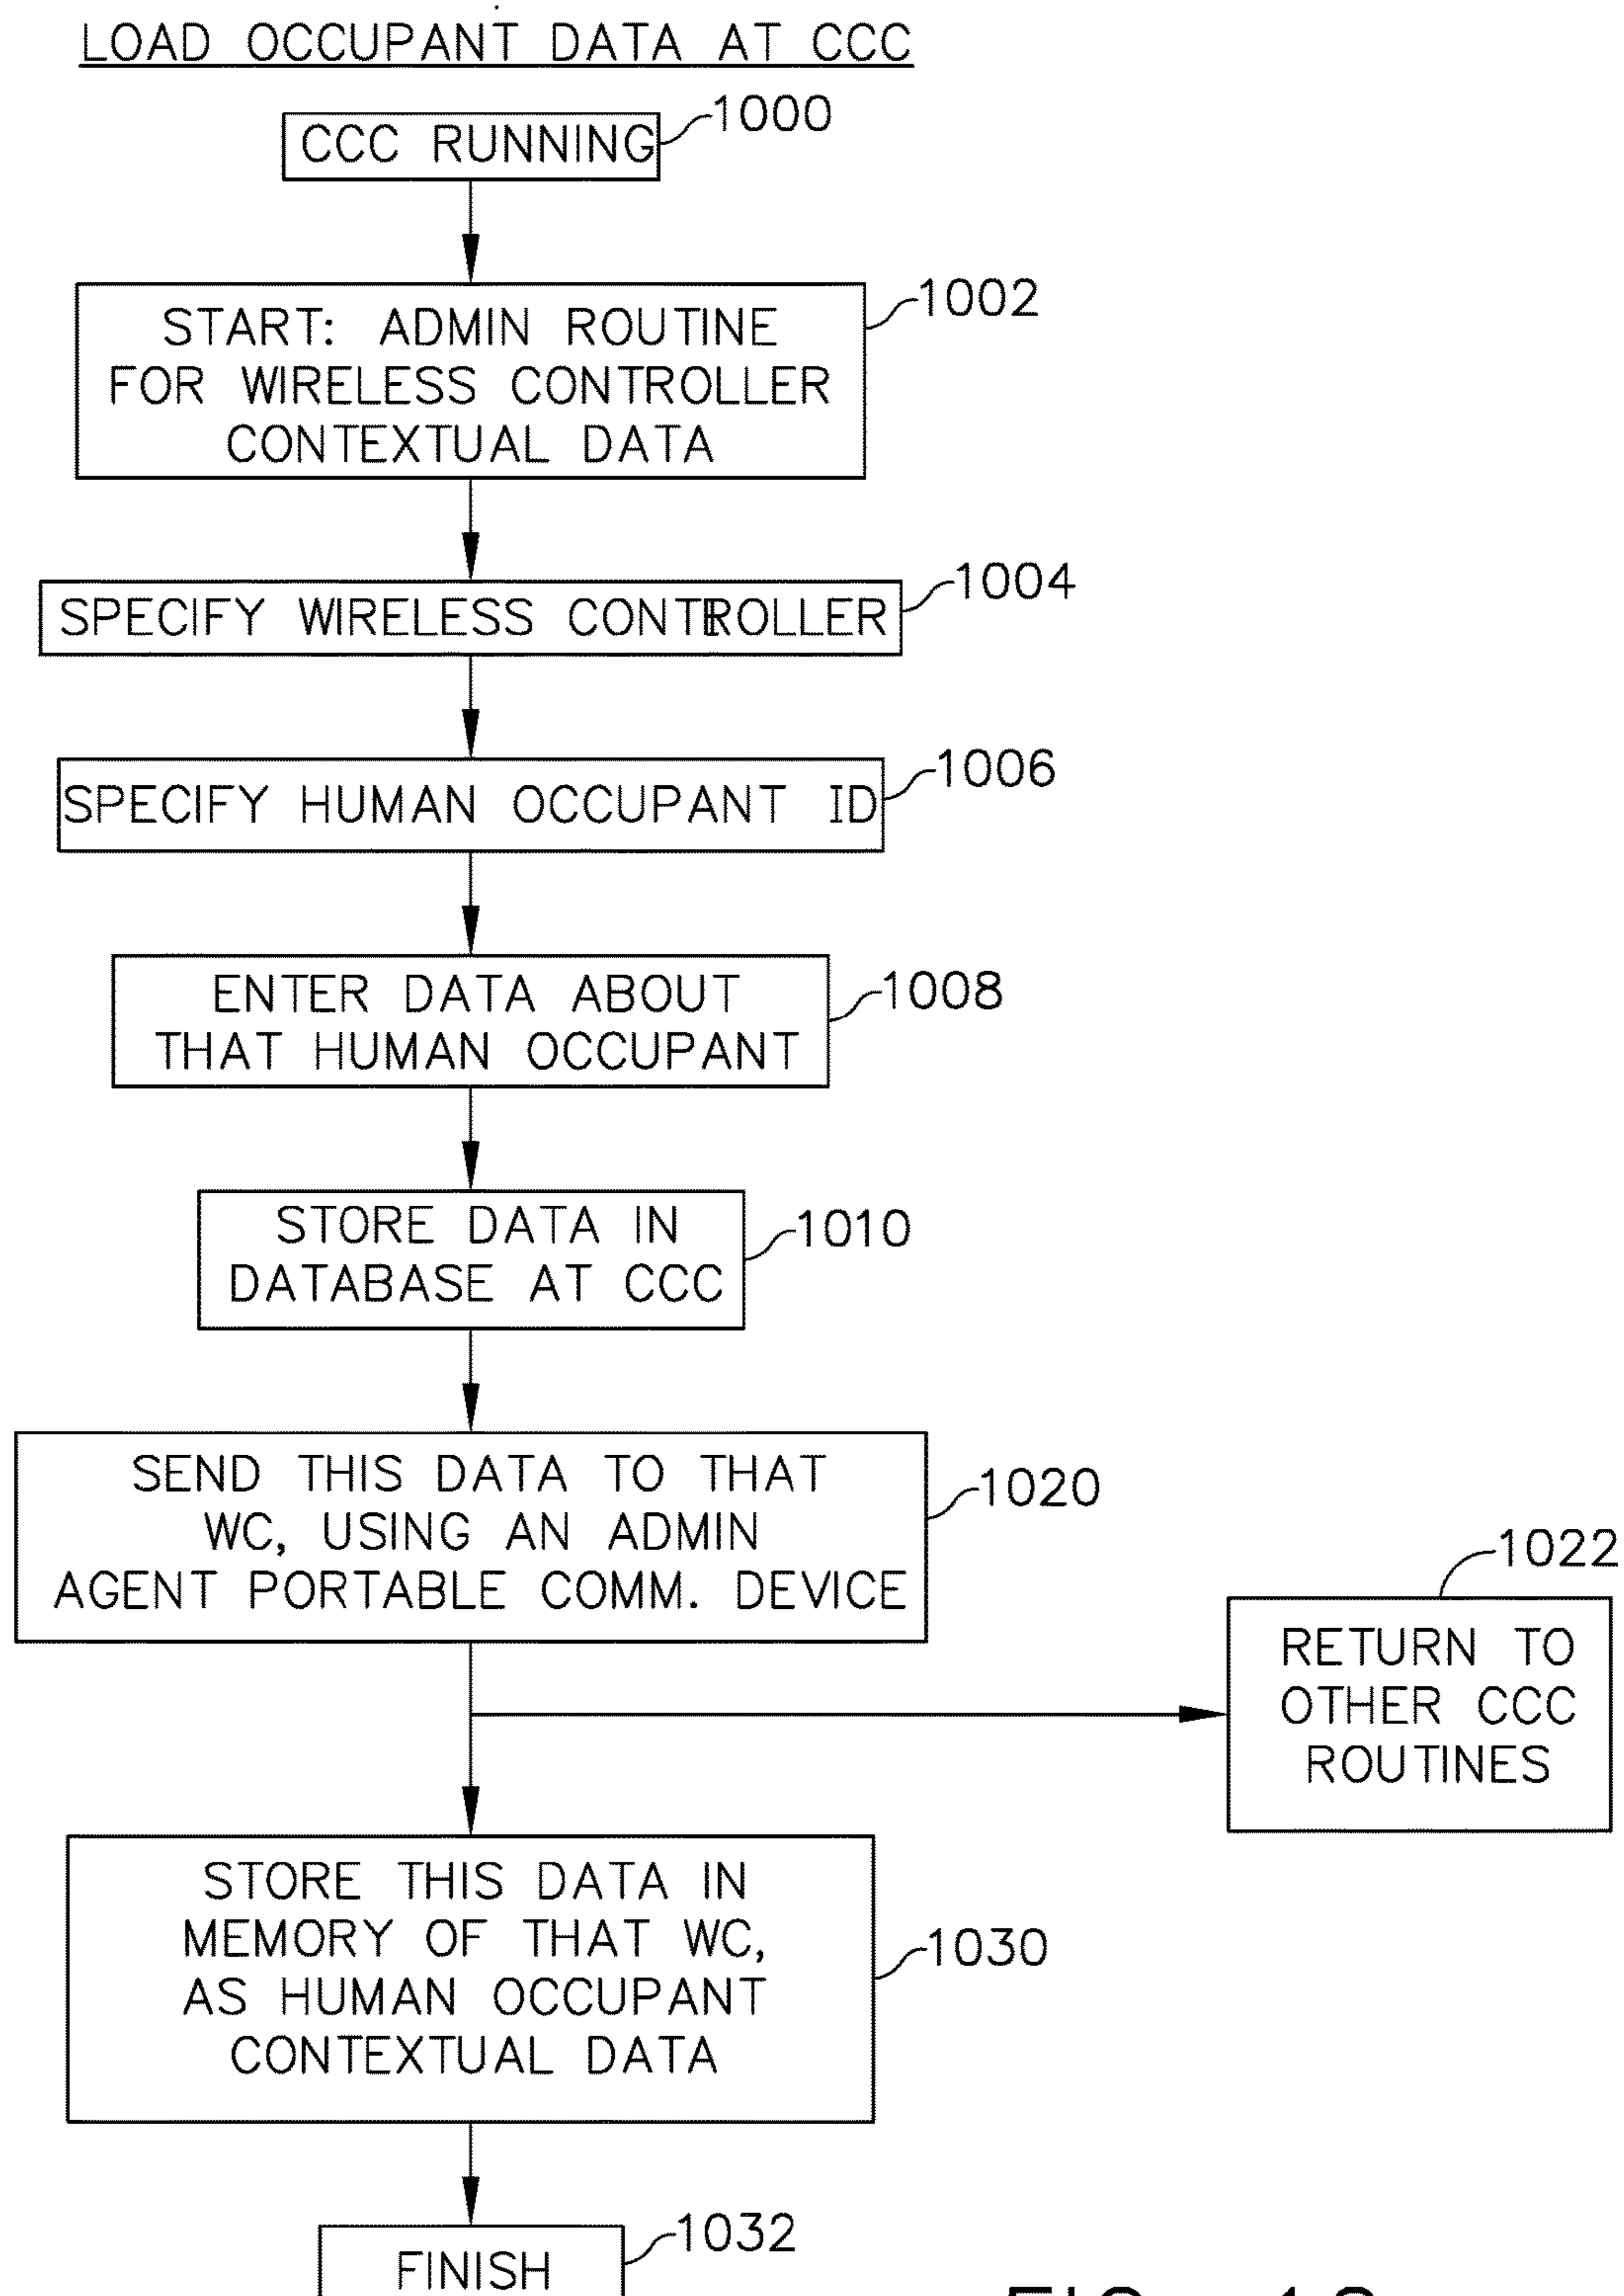 LOAD OCCUPANT DATA AT CCC
CCC RUNNING
1000
START: ADMIN ROUTINE
FOR WIRELESS CONTROLLER
CONTEXTUAL DATA
1002
SPECIFY WIRELESS CONTROLLER
1004
SPECIFY HUMAN OCCUPANT ID
1006
ENTER DATA ABOUT
THAT HUMAN OCCUPANT
1008
STORE DATA IN
DATABASE AT CCC
1010
SEND THIS DATA TO THAT
WC, USING AN ADMIN
AGENT PORTABLE COMM. DEVICE
1020
RETURN TO
OTHER CCC
ROUTINES
1022
STORE THIS DATA IN
MEMORY OF THAT WC,
AS HUMAN OCCUPANT
CONTEXTUAL DATA
1030
FINISH
1032